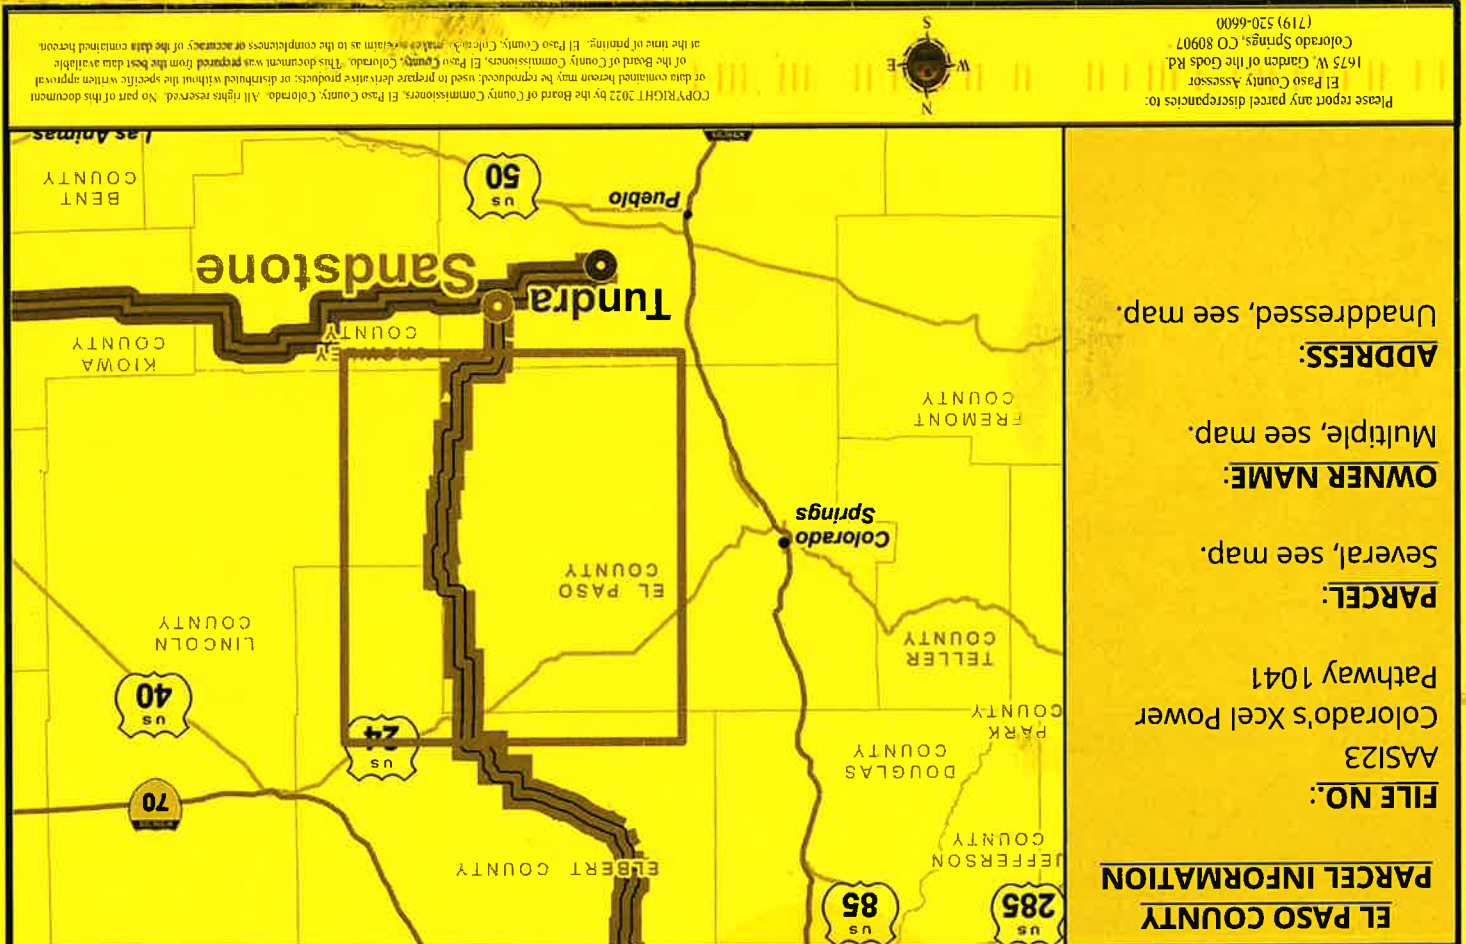 EL PASO COUNTY
PARCEL INFORMATION
FILE NO.:
AASI23
Colorado's Xcel Power
Pathway 1041
PARCEL:
Several, see map.
OWNER NAME:
Multiple, see map.
ADDRESS:
Unaddressed, see map.
US
285
US
85
JEFFERSON
COUNTY
ELBERT COUNTY
DOUGLAS
COUNTY
70
PARK
COUNTY
US
24
US
40
TELLER
COUNTY
LINCOLN
COUNTY
EL PASO
COUNTY
Colorado
Springs
FREMONT
COUNTY
CROWLEY
COUNTY
KIOWA
COUNTY
Tundra
Sandstone
Pueblo
US
50
BENT
COUNTY
Las Animas
Please report any parcel discrepancies to:
El Paso County Assessor
1675 W. Garden of the Gods Rd.
Colorado Springs, CO 80907
(719) 520-6600
N
W
E
S
COPYRIGHT 2022 by the Board of County Commissioners, El Paso County, Colorado. All rights reserved. No part of this document
or data contained hereon may be reproduced; used to prepare derivative products; or distributed without the specific written approval
of the Board of County Commissioners, El Paso County, Colorado. This document was prepared from the best data available
at the time of printing. El Paso County, Colorado, makes no claim as to the completeness or accuracy of the data contained hereon.